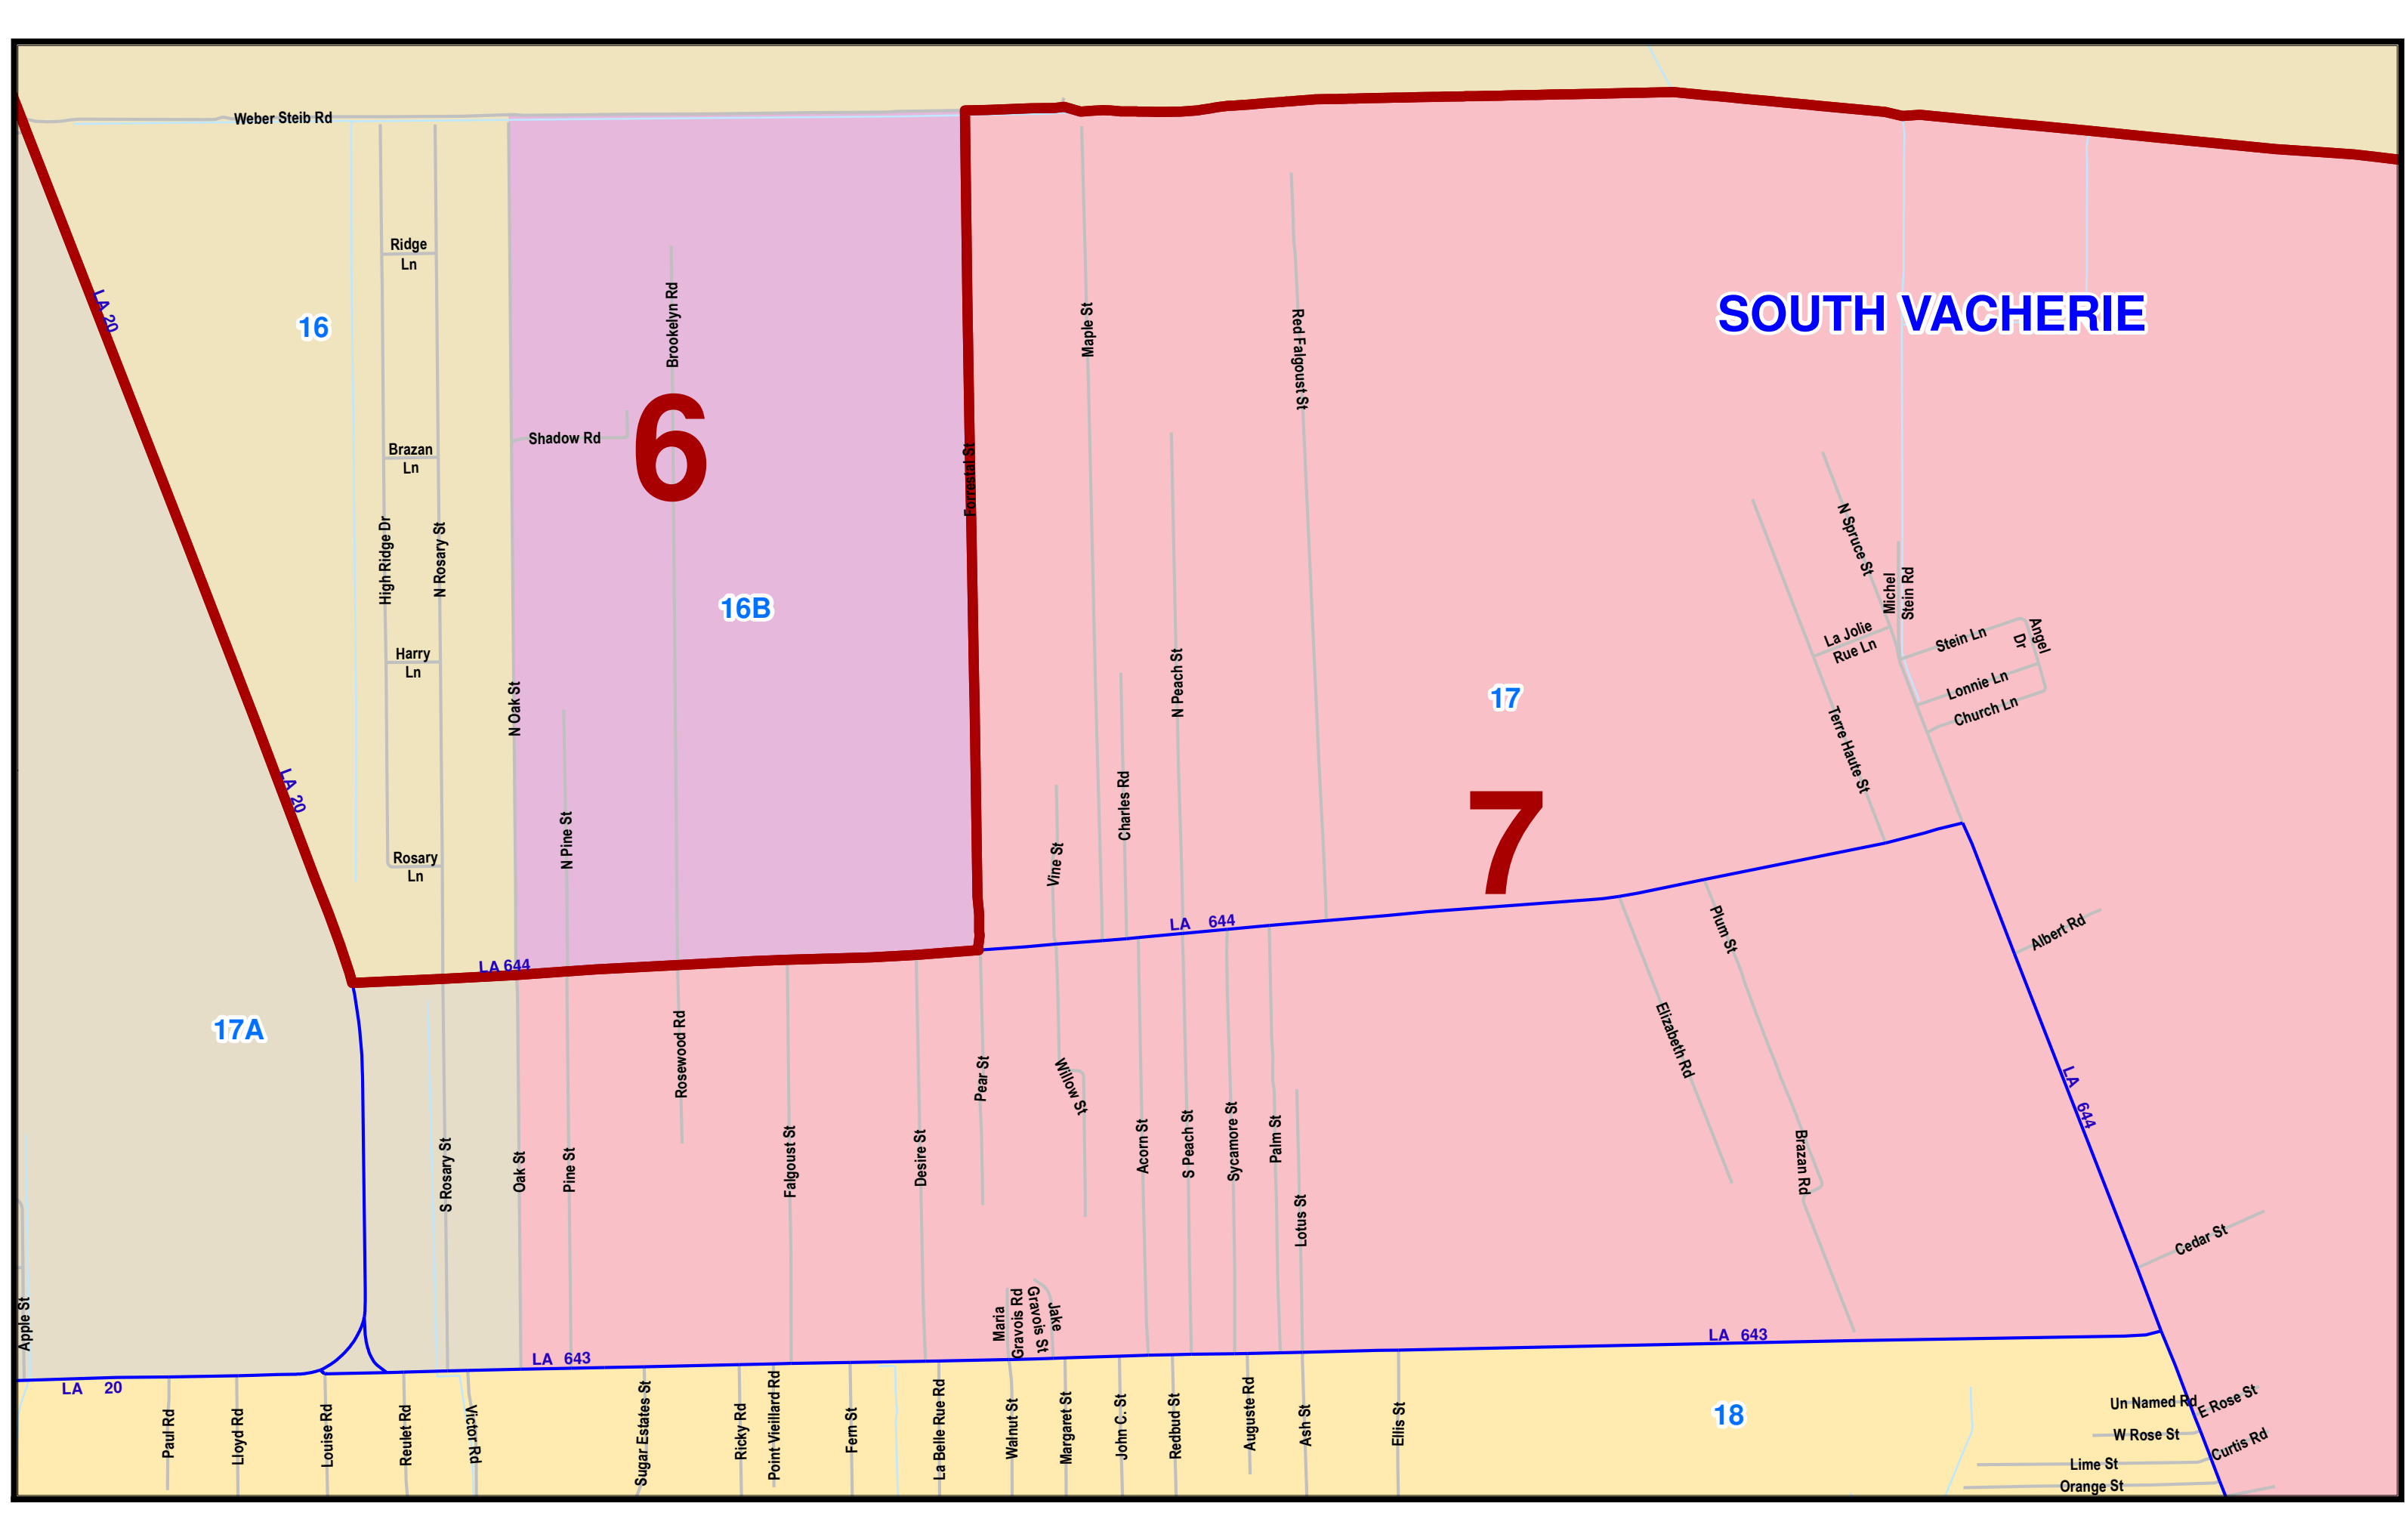 Weber Steib Rd
Ridge
Ln
LA 20
16
SOUTH VACHERIE
Brookelyn Rd
Maple St
Red Falgoust St
6
Shadow Rd
Brazan
Ln
Forrestal St
High Ridge Dr
N Rosary St
N Spruce St
Michel
Stein Rd
16B
La Jolie
Rue Ln
Stein Ln
Angel
Dr
Harry
Ln
N Oak St
N Peach St
17
Lonnie Ln
Church Ln
Terre Haute St
LA 20
N Pine St
Charles Rd
Vine St
7
Rosary
Ln
LA 644
LA 644
Plum St
Albert Rd
17A
Rosewood Rd
Pear St
Willow St
Elizabeth Rd
LA 644
S Rosary St
Oak St
Pine St
Falgoust St
Desire St
Acorn St
S Peach St
Sycamore St
Palm St
Lotus St
Brazan Rd
Cedar St
Apple St
Maria
Gravois Rd
Jake
Gravois St
LA 643
LA 643
LA 20
Paul Rd
Lloyd Rd
Louise Rd
Reulet Rd
Victor Rd
Sugar Estates St
Ricky Rd
Point Vieillard Rd
Fern St
La Belle Rue Rd
Walnut St
Margaret St
John C. St
Redbud St
Auguste Rd
Ash St
Ellis St
18
Un Named Rd
E Rose St
W Rose St
Curtis Rd
Lime St
Orange St